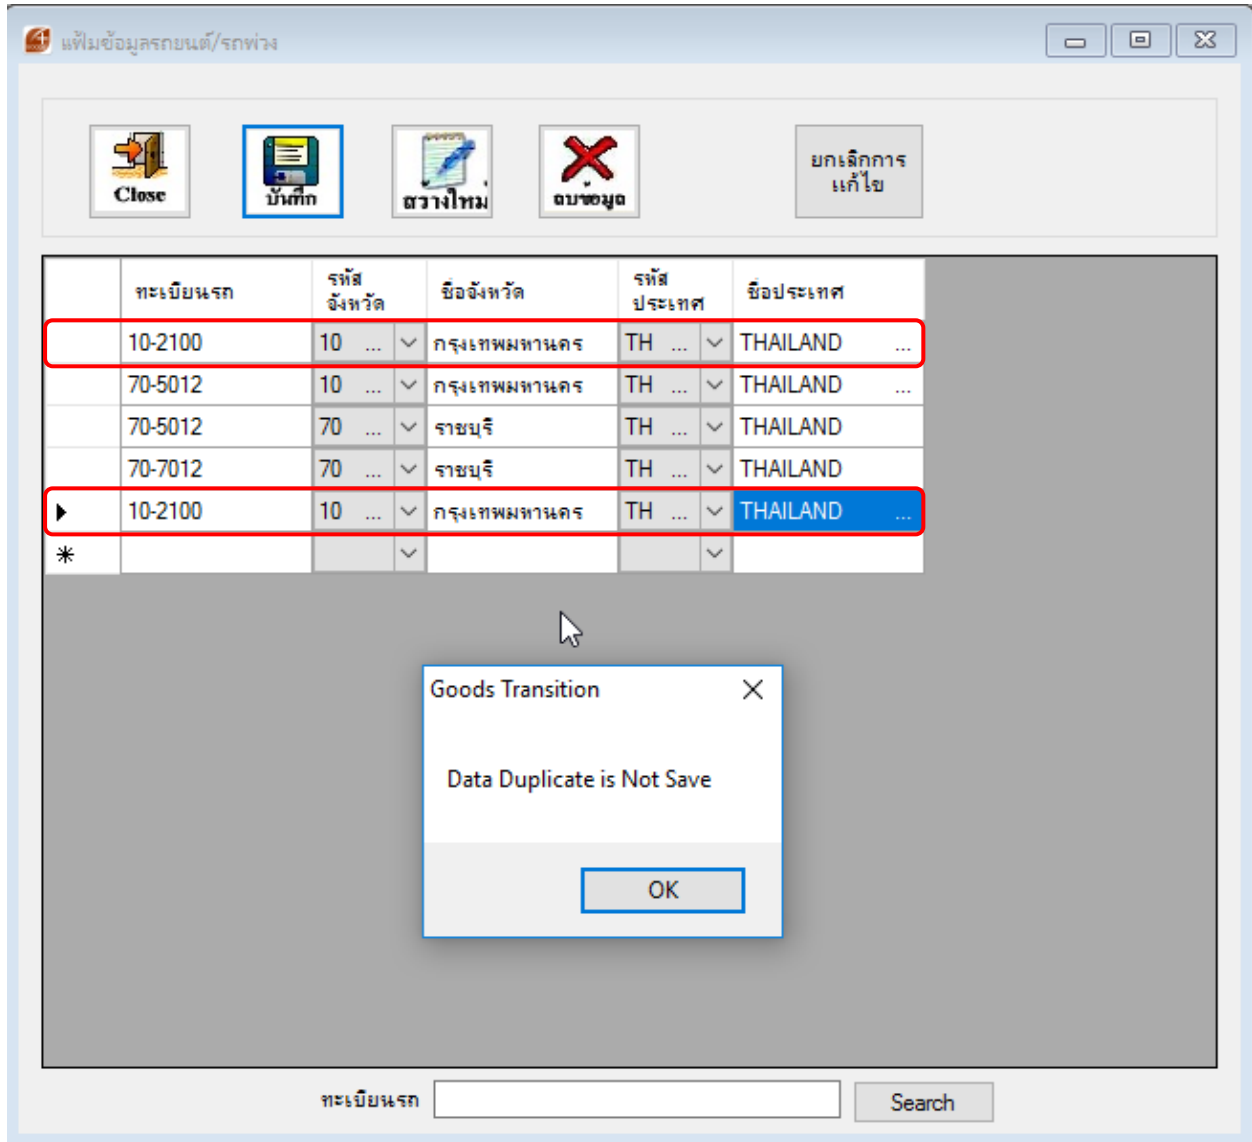 แฟ้มข้อมูลรถยนต์/รถพ่วง
Close
บันทึก
สร้างใหม่
ลบข้อมูล
ยกเลิกการ
แก้ไข
ทะเบียนรถ รหัส จังหวัด ชื่อจังหวัด รหัส ประเทศ ชื่อประเทศ
10-2100 10 ... กรุงเทพมหานคร TH ... THAILAND ...
70-5012 10 ... กรุงเทพมหานคร TH ... THAILAND ...
70-5012 70 ... ราชบุรี TH ... THAILAND
70-7012 70 ... ราชบุรี TH ... THAILAND
10-2100 10 ... กรุงเทพมหานคร TH ... THAILAND ...
Goods Transition
Data Duplicate is Not Save
OK
ทะเบียนรถ Search